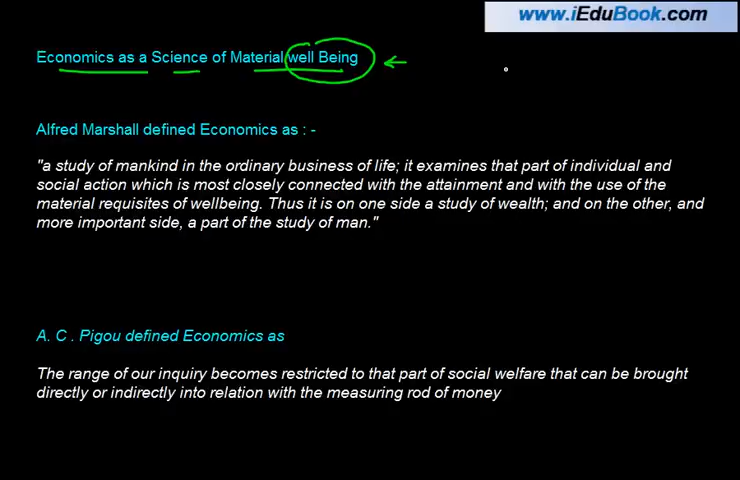 www.iEduBook.com
Economics as a Science of Material well Being
Alfred Marshall defined Economics as : -
"a study of mankind in the ordinary business of life; it examines that part of individual and
social action which is most closely connected with the attainment and with the use of the
material requisites of wellbeing. Thus it is on one side a study of wealth; and on the other, and
more important side, a part of the study of man."
A. C . Pigou defined Economics as
The range of our inquiry becomes restricted to that part of social welfare that can be brought
directly or indirectly into relation with the measuring rod of money